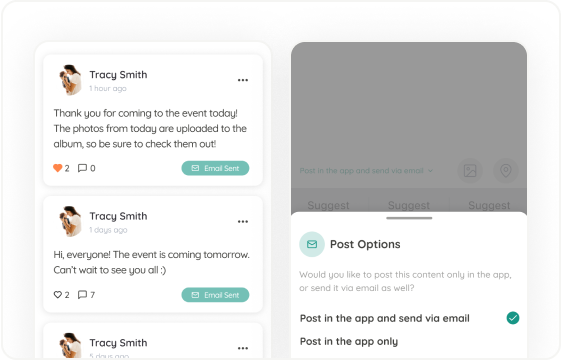 Tracy Smith
1 hour ago
Thank you for coming to the event today!
The photos from today are uploaded to the
album, so be sure to check them out!
2
0
Email Sent
Tracy Smith
1 days ago
Hi, everyone! The event is coming tomorrow.
Can't wait to see you all :)
2
7
Email Sent
Tracy Smith
5 days ago
Post in the app and send via email
Suggest
Suggest
Suggest
Post Options
Would you like to post this content only in the app,
or send it via email as well?
Post in the app and send via email
Post in the app only